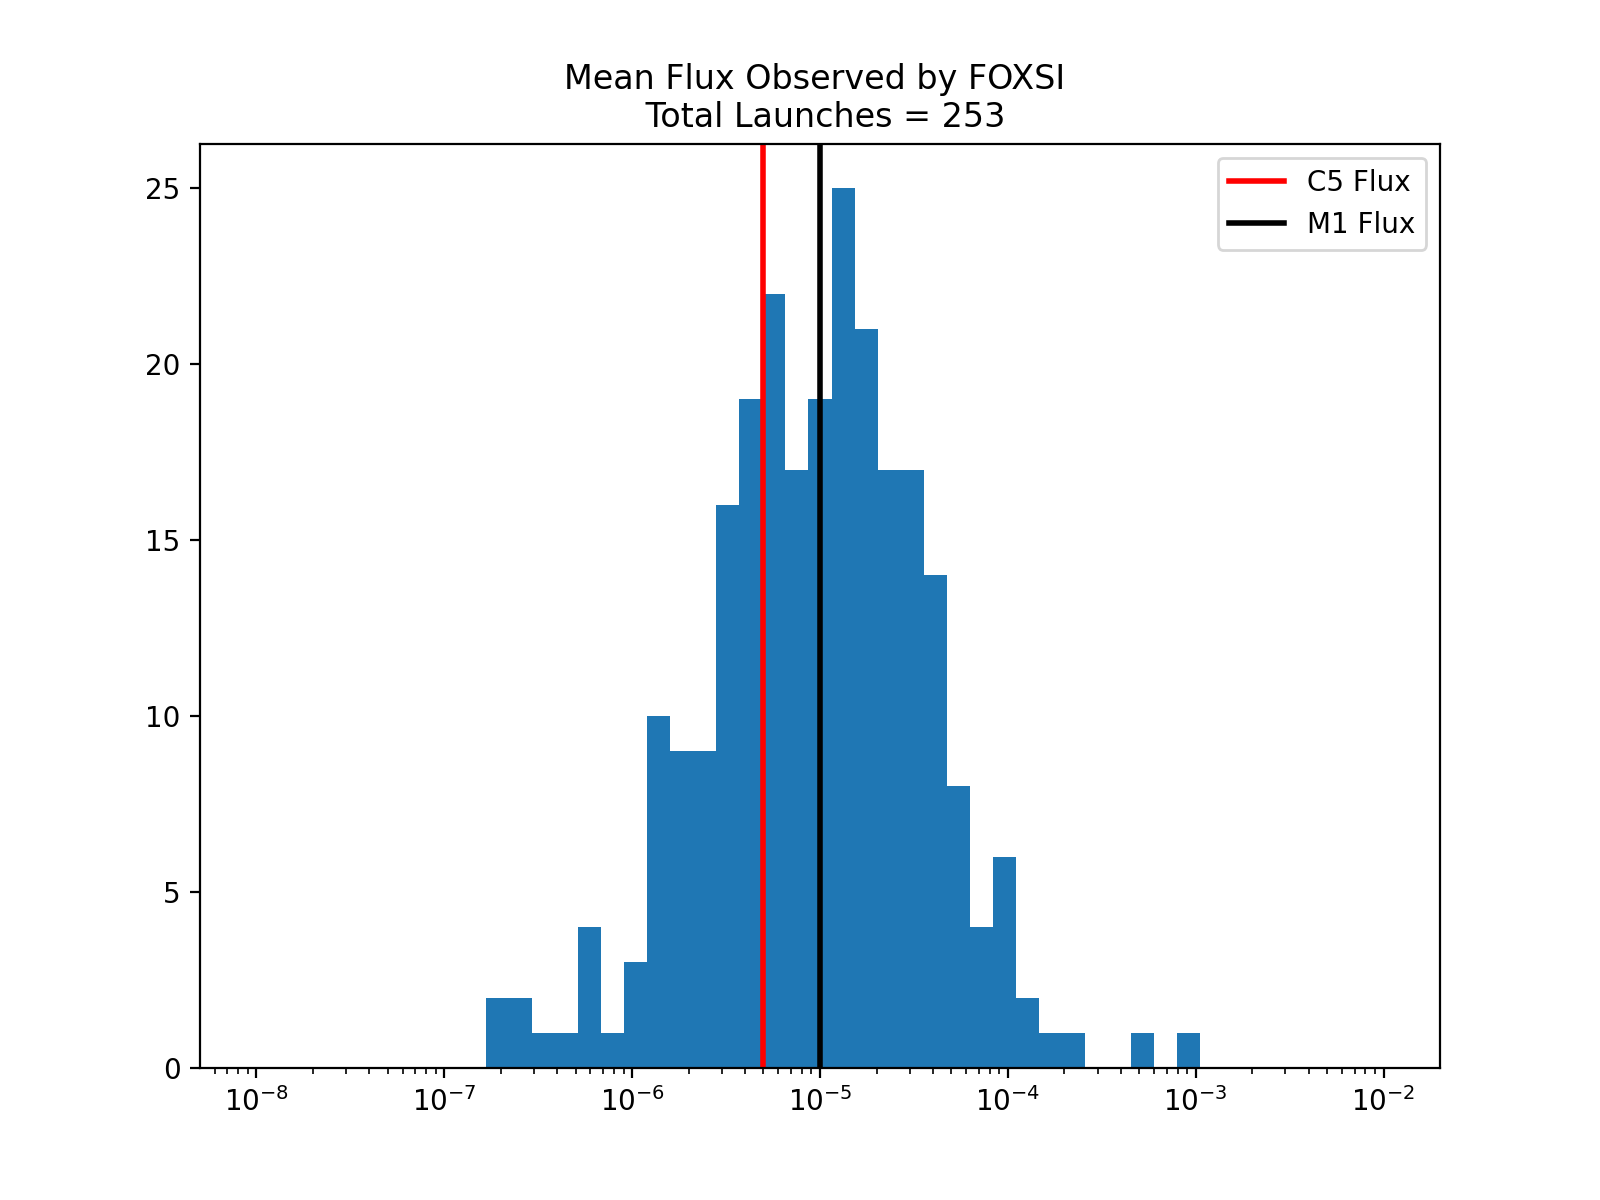 Mean Flux Observed by FOXSI
Total Launches = 253
C5 Flux
M1 Flux
25
20
15
10
5
0
10⁻⁸ 10⁻⁷ 10⁻⁶ 10⁻⁵ 10⁻⁴ 10⁻³ 10⁻²